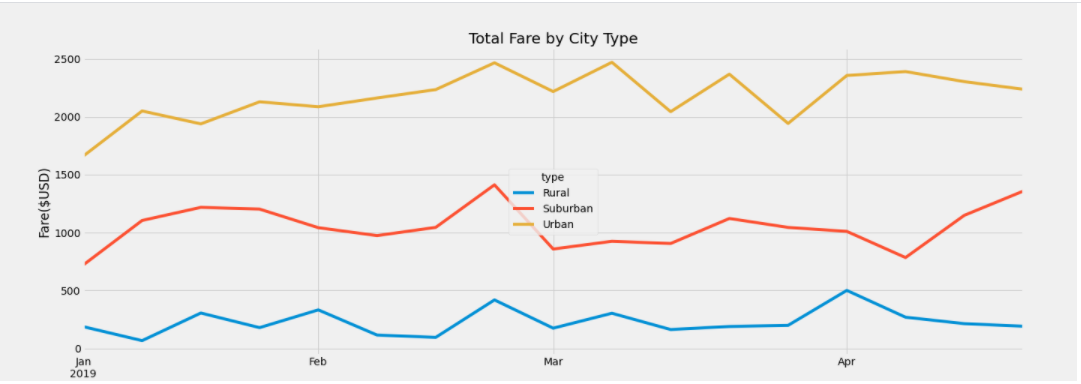 Total Fare by City Type
Fare($USD)
2500
2000
1500
1000
500
0
type
Rural
Suburban
Urban
Jan
2019
Feb
Mar
Apr